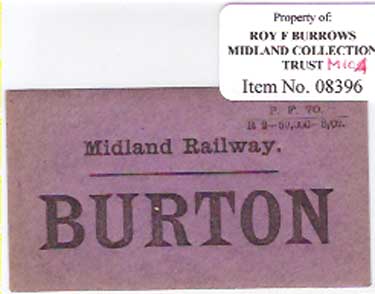 Property of:
ROY F BURROWS
MIDLAND COLLECTION
TRUST MIC4
Item No. 08396
P. F. 70.
Midland Railway.
BURTON